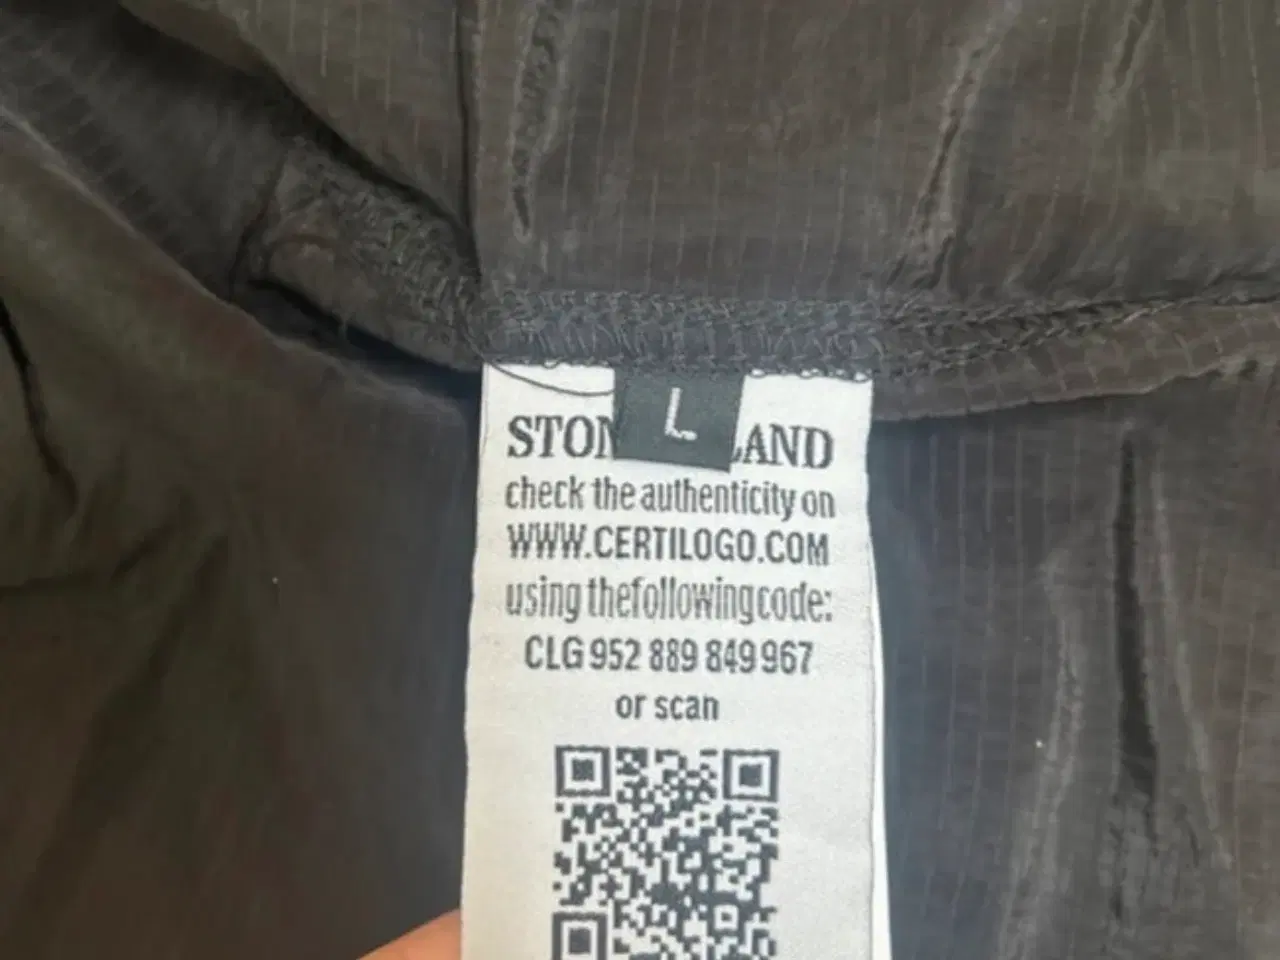 L
STON LAND
check the authenticity on
WWW.CERTILOGO.COM
using thefollowingcode:
CLG 952 889 849 967
or scan